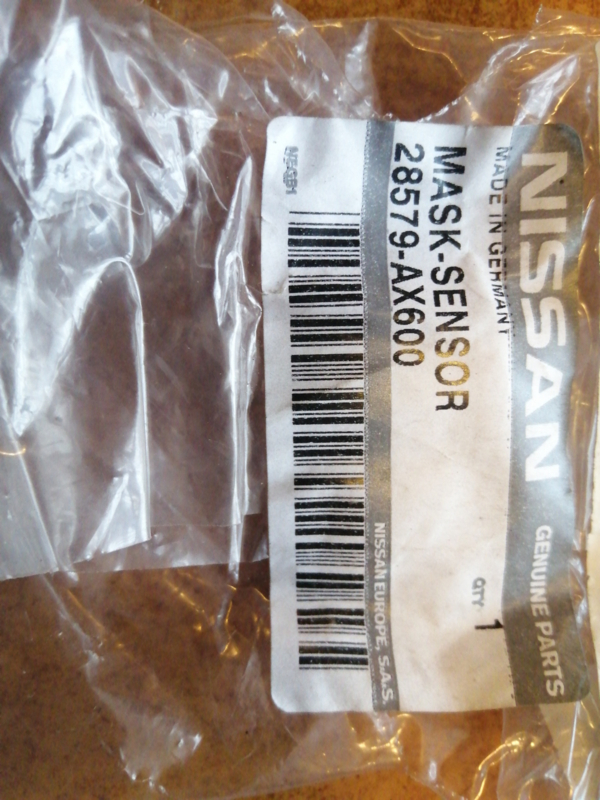 NISSAN GENUINE PARTS
MADE IN GERMANY
MASK-SENSOR
28579-AX600
QTY 1
NISSAN EUROPE, S.A.S.